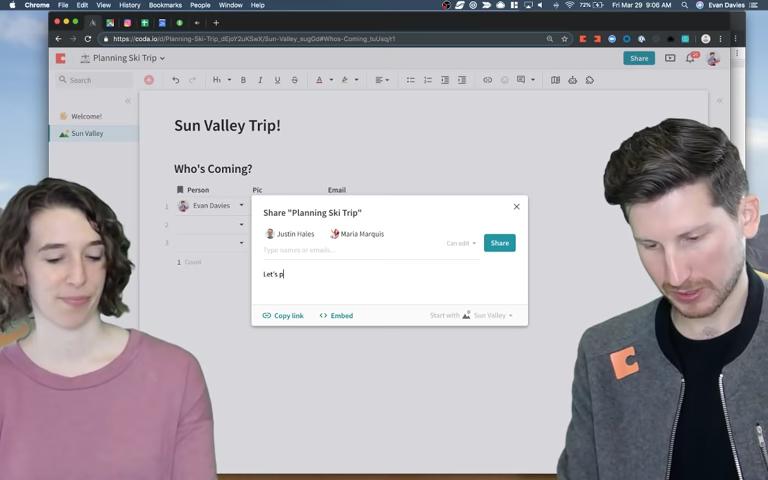 Chrome File Edit View History Bookmarks People Window Help 72% Fri Mar 29 9:06 AM Evan Davies
https://coda.io/d/Planning-Ski-Trip_dEjoY2uKSwX/Sun-Valley_sugGd#Whos-Coming_tuUsq/r1
Planning Ski Trip Share
Search H1 B I U S A
Welcome!
Sun Valley
Sun Valley Trip!
Who's Coming?
Person Pic Email
1 Evan Davies
2
3
1 Count
Share "Planning Ski Trip"
Justin Hales Maria Marquis
Type names or emails... Can edit Share
Let's p
Copy link Embed Start with Sun Valley